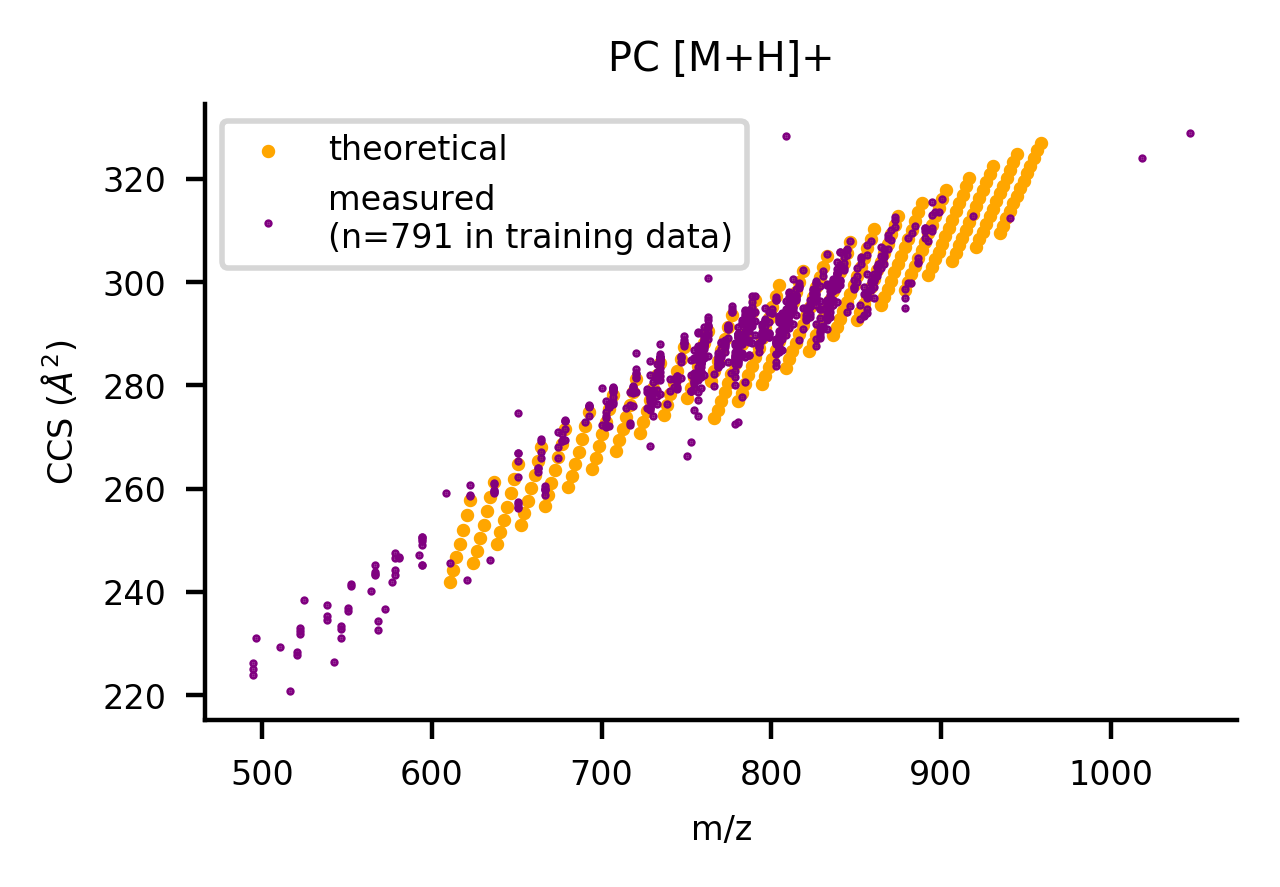 PC [M+H]+
theoretical
measured
(n=791 in training data)
CCS (Å²)
320
300
280
260
240
220
500
600
700
800
900
1000
m/z